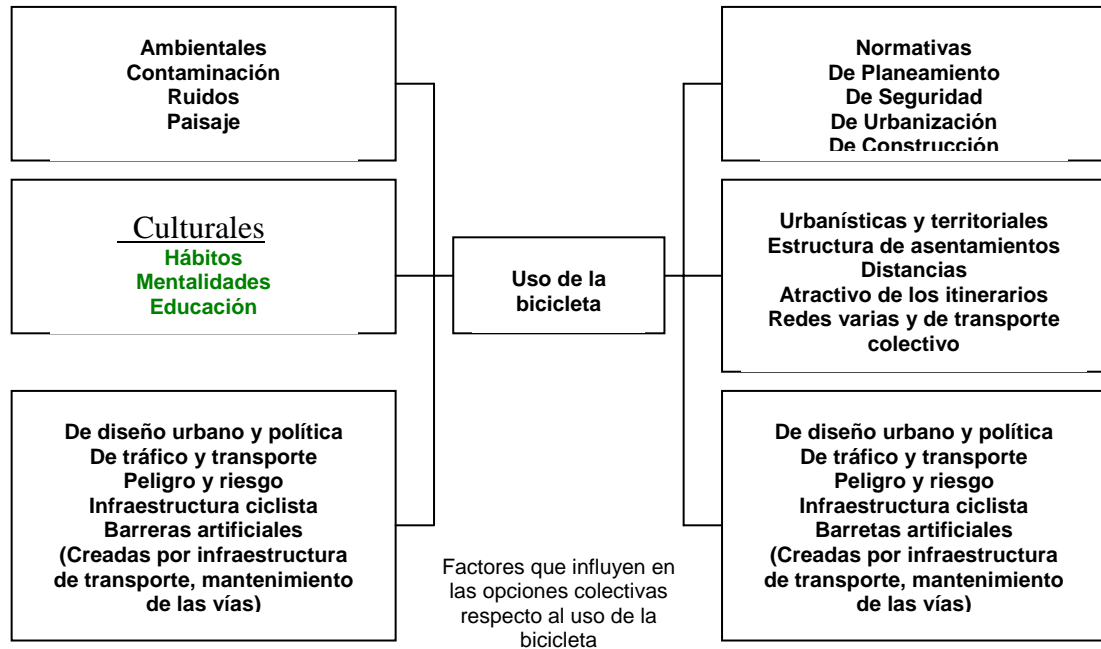 Ambientales
Contaminación
Ruidos
Paisaje
Culturales
Hábitos
Mentalidades
Educación
De diseño urbano y política
De tráfico y transporte
Peligro y riesgo
Infraestructura ciclista
Barreras artificiales
(Creadas por infraestructura
de transporte, mantenimiento
de las vías)
Uso de la
bicicleta
Factores que influyen en
las opciones colectivas
respecto al uso de la
bicicleta
Normativas
De Planeamiento
De Seguridad
De Urbanización
De Construcción
Urbanísticas y territoriales
Estructura de asentamientos
Distancias
Atractivo de los itinerarios
Redes varias y de transporte
colectivo
De diseño urbano y política
De tráfico y transporte
Peligro y riesgo
Infraestructura ciclista
Barretas artificiales
(Creadas por infraestructura
de transporte, mantenimiento
de las vías)